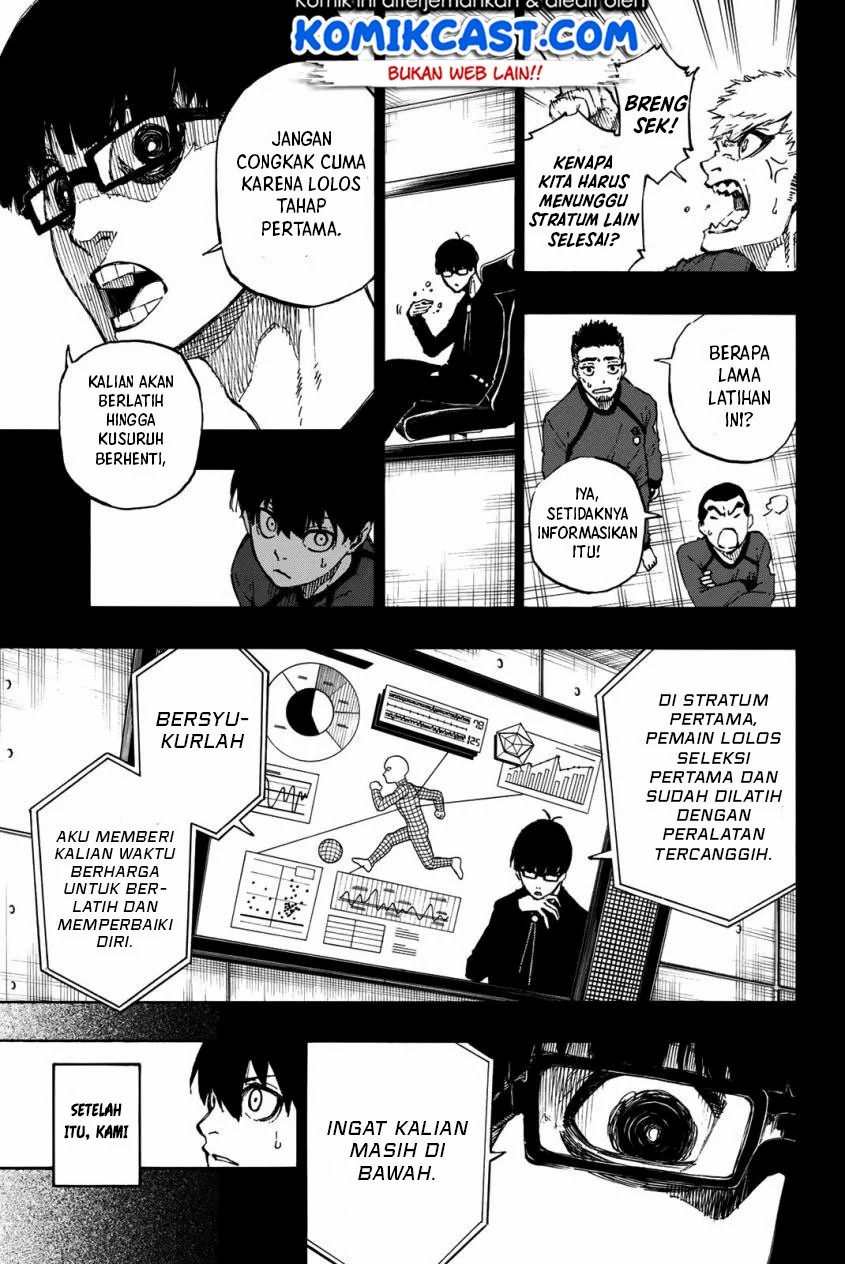 Komik ini diterjemahkan & diedit oleh
KOMIKCAST.COM
BUKAN WEB LAIN!!
BRENG
SEK!
KENAPA
KITA HARUS
MENUNGGU
STRATUM LAIN
SELESAI?
JANGAN
CONGKAK CUMA
KARENA LOLOS
TAHAP
PERTAMA.
KALIAN AKAN
BERLATIH
HINGGA
KUSURUH
BERHENTI,
BERAPA
LAMA
LATIHAN
INI?
IYA,
SETIDAKNYA
INFORMASIKAN
ITU!
DI STRATUM
PERTAMA,
PEMAIN LOLOS
SELEKSI
PERTAMA DAN
SUDAH DILATIH
DENGAN
PERALATAN
TERCANGGIH.
BERSYU-
KURLAH
78
125
AKU MEMBERI
KALIAN WAKTU
BERHARGA
UNTUK BER-
LATIH DAN
MEMPERBAIKI
DIRI.
INGAT KALIAN
MASIH DI
BAWAH.
SETELAH
ITU, KAMI